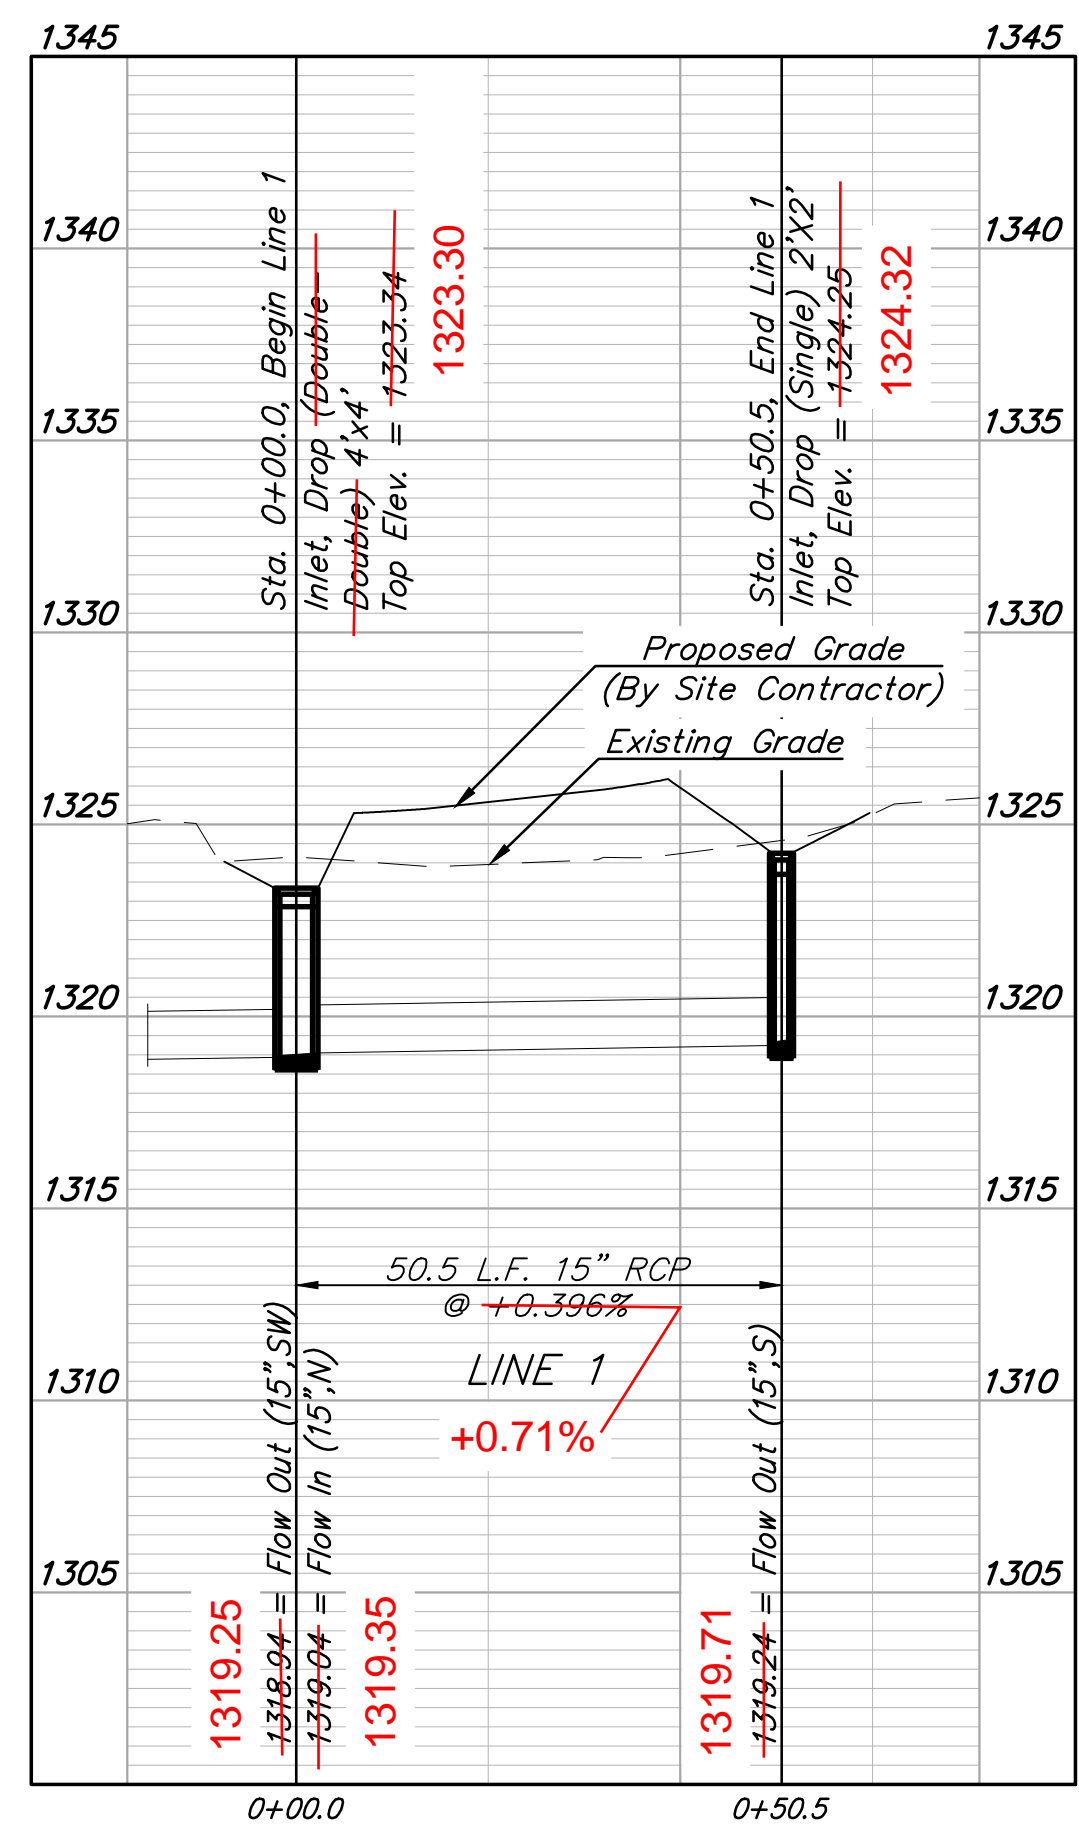 1345
1345
1340
1340
1335
1335
1330
1330
1325
1325
1320
1320
1315
1315
1310
1310
1305
1305
Sta. 0+00.0, Begin Line 1
Inlet, Drop (Double-
Double) 4'x4'
Top Elev. = 1323.34
1323.30
Sta. 0+50.5, End Line 1
Inlet, Drop (Single) 2'X2'
Top Elev. = 1324.25
1324.32
Proposed Grade
(By Site Contractor)
Existing Grade
50.5 L.F. 15" RCP
@ +0.396%
LINE 1
+0.71%
1319.25
1318.94 = Flow Out (15",SW)
1319.04 = Flow In (15",N)
1319.35
1319.71
1319.24 = Flow Out (15",S)
0+00.0
0+50.5